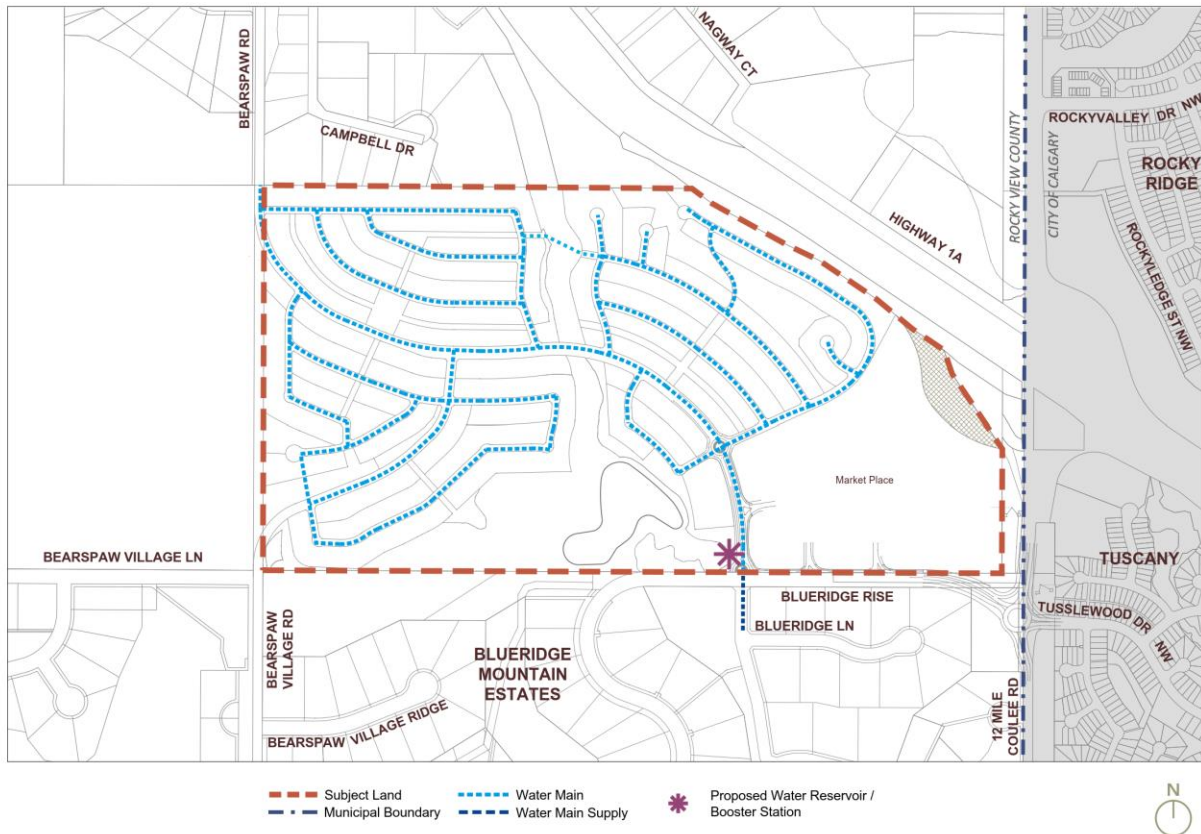 BEARSPAW RD
NAGWAY CT
CAMPBELL DR
ROCKY VIEW COUNTY
CITY OF CALGARY
ROCKYVALLEY DR NW
ROCKY
RIDGE
HIGHWAY 1A
ROCKYLEDGE ST NW
Market Place
BEARSPAW VILLAGE LN
TUSCANY
BLUERIDGE RISE
TUSSLEWOOD DR NW
BLUERIDGE LN
BEARSPAW
VILLAGE RD
BLUERIDGE
MOUNTAIN
ESTATES
12 MILE
COULEE RD
BEARSPAW VILLAGE RIDGE
Subject Land
Municipal Boundary
Water Main
Water Main Supply
Proposed Water Reservoir /
Booster Station
N